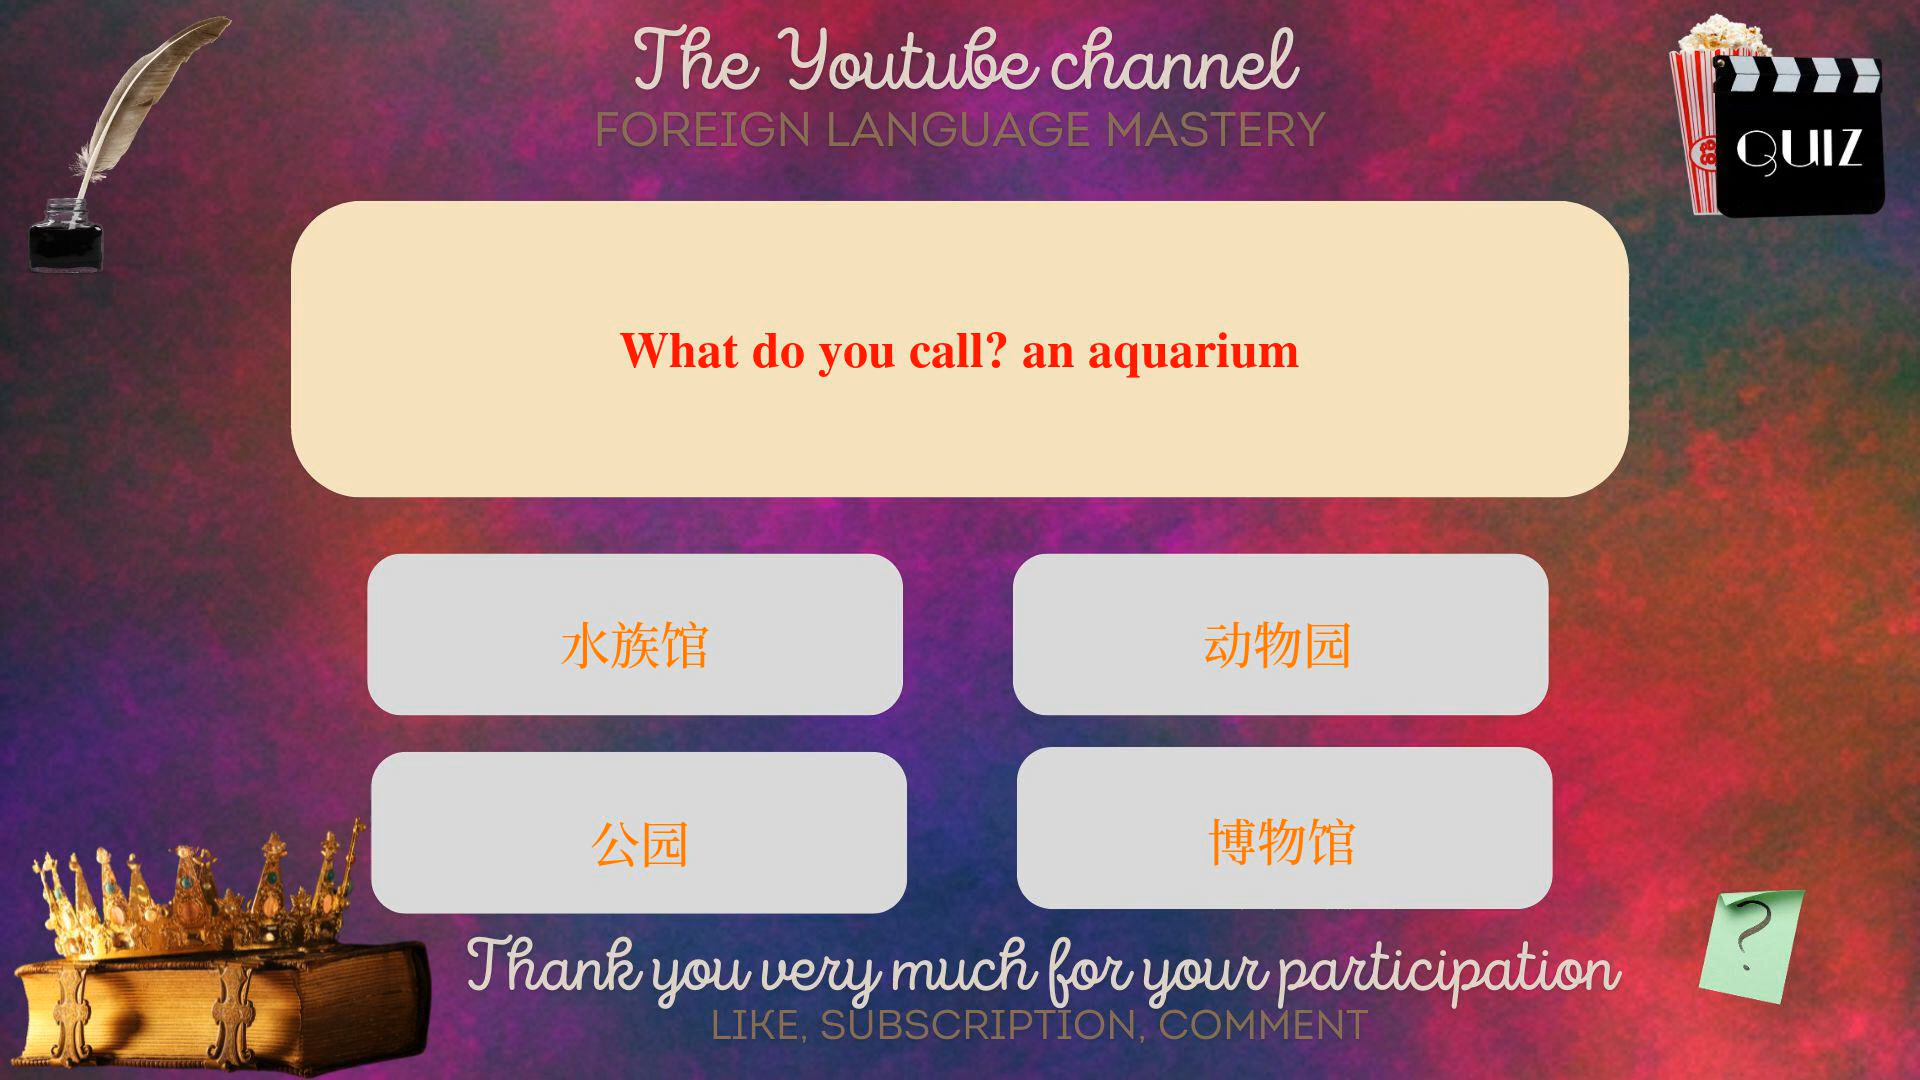 The Youtube channel
FOREIGN LANGUAGE MASTERY
QUIZ
What do you call? an aquarium
水族馆
动物园
公园
博物馆
?
Thank you very much for your participation
LIKE, SUBSCRIPTION, COMMENT